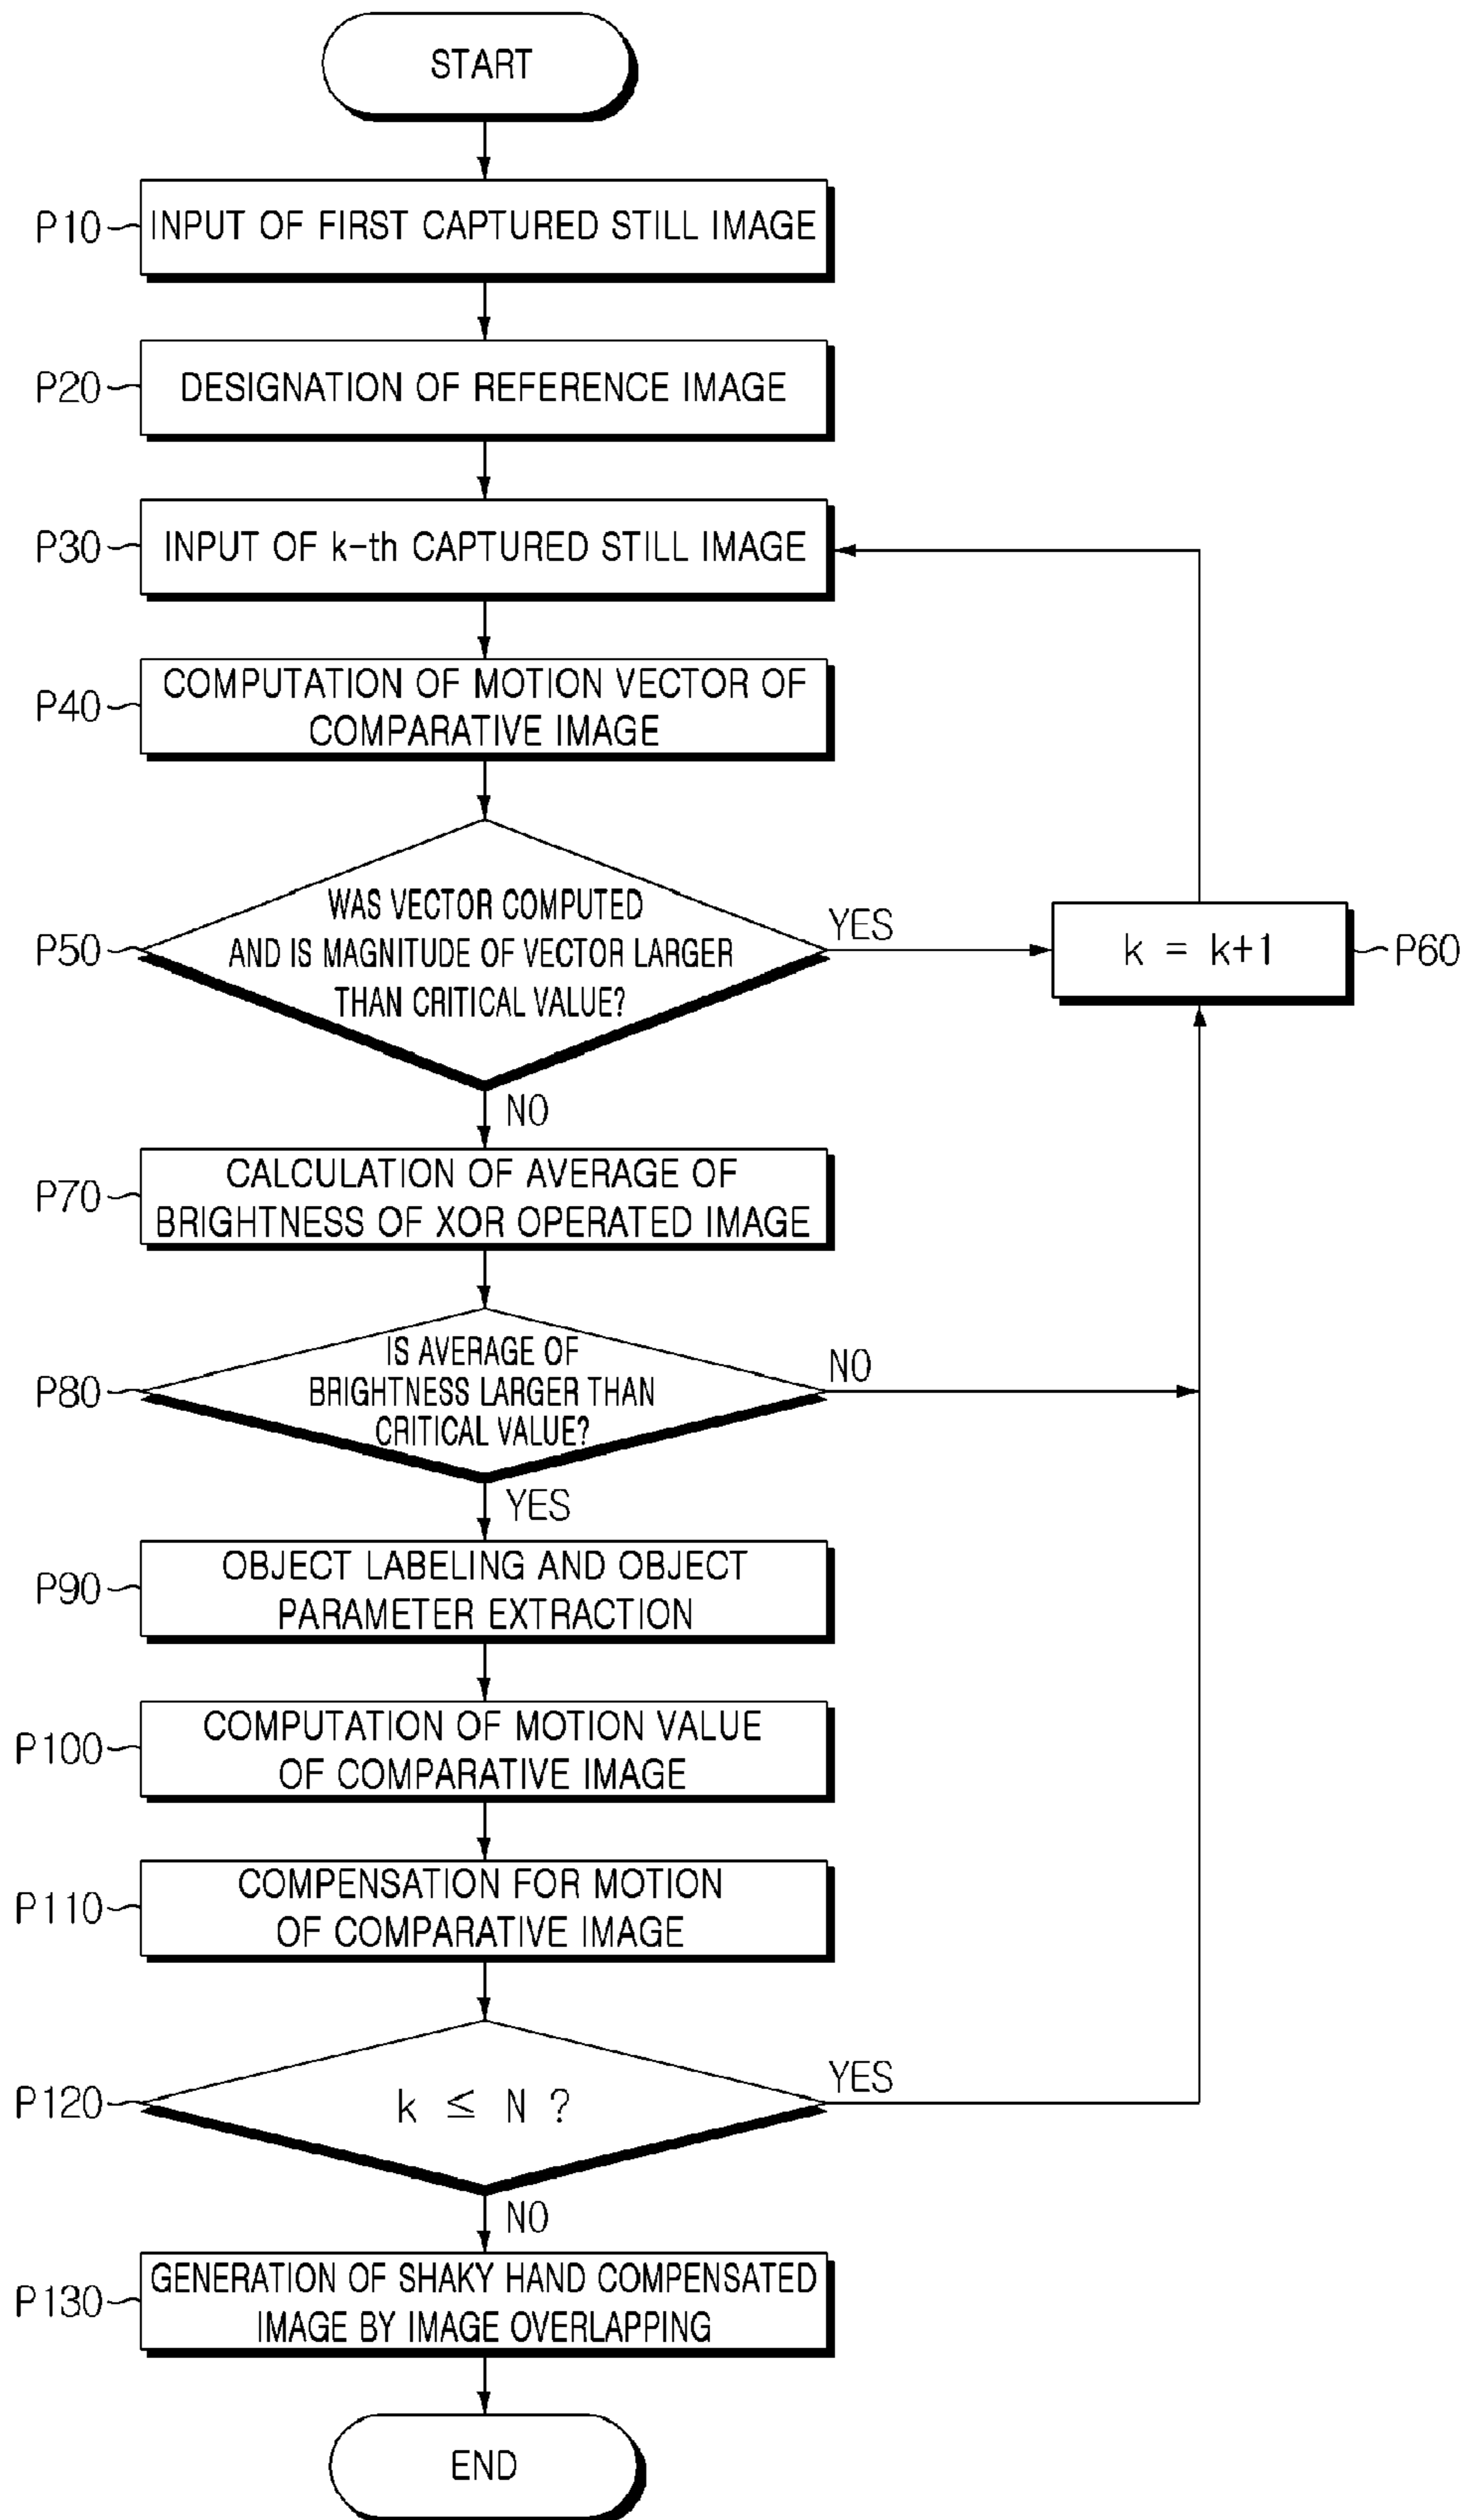 START
P10
INPUT OF FIRST CAPTURED STILL IMAGE
P20
DESIGNATION OF REFERENCE IMAGE
P30
INPUT OF k-th CAPTURED STILL IMAGE
P40
COMPUTATION OF MOTION VECTOR OF
COMPARATIVE IMAGE
P50
WAS VECTOR COMPUTED
AND IS MAGNITUDE OF VECTOR LARGER
THAN CRITICAL VALUE?
YES
k = k+1
P60
NO
P70
CALCULATION OF AVERAGE OF
BRIGHTNESS OF XOR OPERATED IMAGE
P80
IS AVERAGE OF
BRIGHTNESS LARGER THAN
CRITICAL VALUE?
NO
YES
P90
OBJECT LABELING AND OBJECT
PARAMETER EXTRACTION
P100
COMPUTATION OF MOTION VALUE
OF COMPARATIVE IMAGE
P110
COMPENSATION FOR MOTION
OF COMPARATIVE IMAGE
P120
k ≤ N ?
YES
NO
P130
GENERATION OF SHAKY HAND COMPENSATED
IMAGE BY IMAGE OVERLAPPING
END